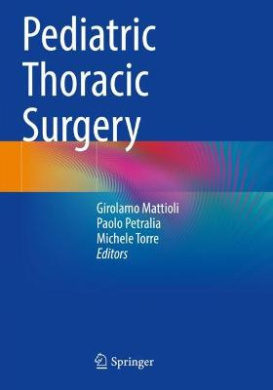 Pediatric
Thoracic
Surgery
Girolamo Mattioli
Paolo Petralia
Michele Torre
Editors
Springer